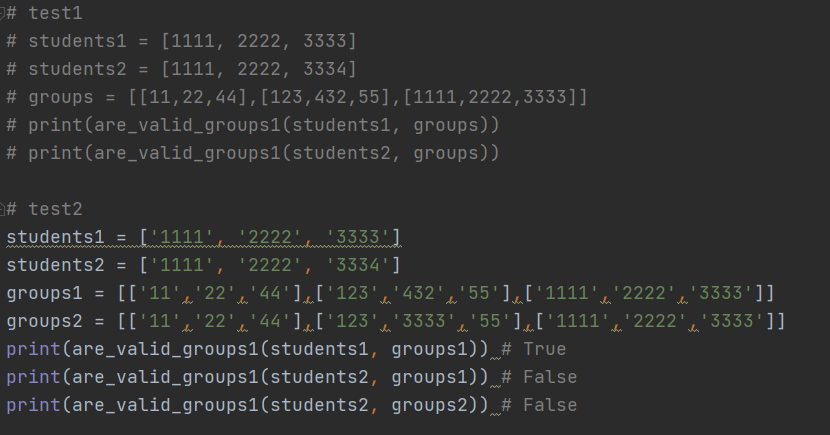 # test1
# students1 = [1111, 2222, 3333]
# students2 = [1111, 2222, 3334]
# groups = [[11,22,44],[123,432,55],[1111,2222,3333]]
# print(are_valid_groups1(students1, groups))
# print(are_valid_groups1(students2, groups))
# test2
students1 = ['1111', '2222', '3333']
students2 = ['1111', '2222', '3334']
groups1 = [['11','22','44'],['123','432','55'],['1111','2222','3333']]
groups2 = [['11','22','44'],['123','3333','55'],['1111','2222','3333']]
print(are_valid_groups1(students1, groups1)) # True
print(are_valid_groups1(students2, groups1)) # False
print(are_valid_groups1(students2, groups2)) # False